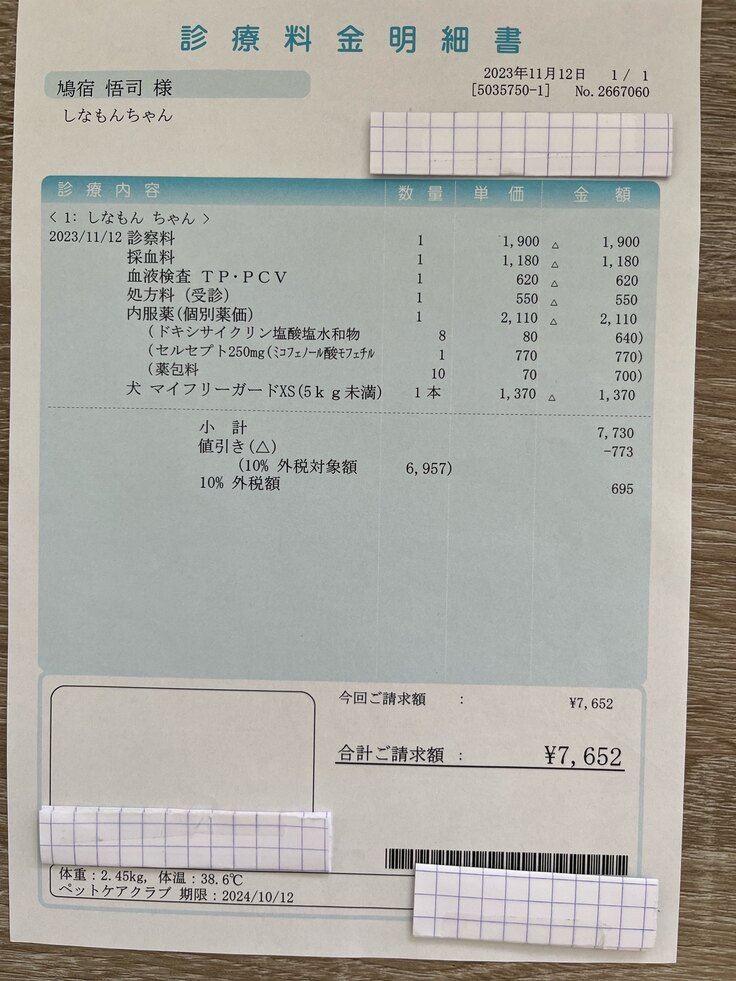 診療料金明細書
鳩宿 悟司 様
2023年11月12日 1/ 1
[5035750-1] No.2667060
しなもんちゃん
診療内容 数量 単価 金額
< 1: しなもん ちゃん >
2023/11/12 診察料 1 1,900 △ 1,900
採血料 1 1,180 △ 1,180
血液検査 TP・PCV 1 620 △ 620
処方料 (受診) 1 550 △ 550
内服薬(個別薬価) 1 2,110 △ 2,110
(ドキシサイクリン塩酸塩水和物 8 80 640)
(セルセプト250mg(ミコフェノール酸モフェチル 1 770 770)
(薬包料 10 70 700)
犬 マイフリーガードXS(5kg未満) 1 本 1,370 △ 1,370
小 計 7,730
値引き(△) -773
(10% 外税対象額 6,957)
10% 外税額 695
今回ご請求額 : ¥7,652
合計ご請求額 : ¥7,652
体重:2.45kg, 体温:38.6℃
ペットケアクラブ 期限:2024/10/12